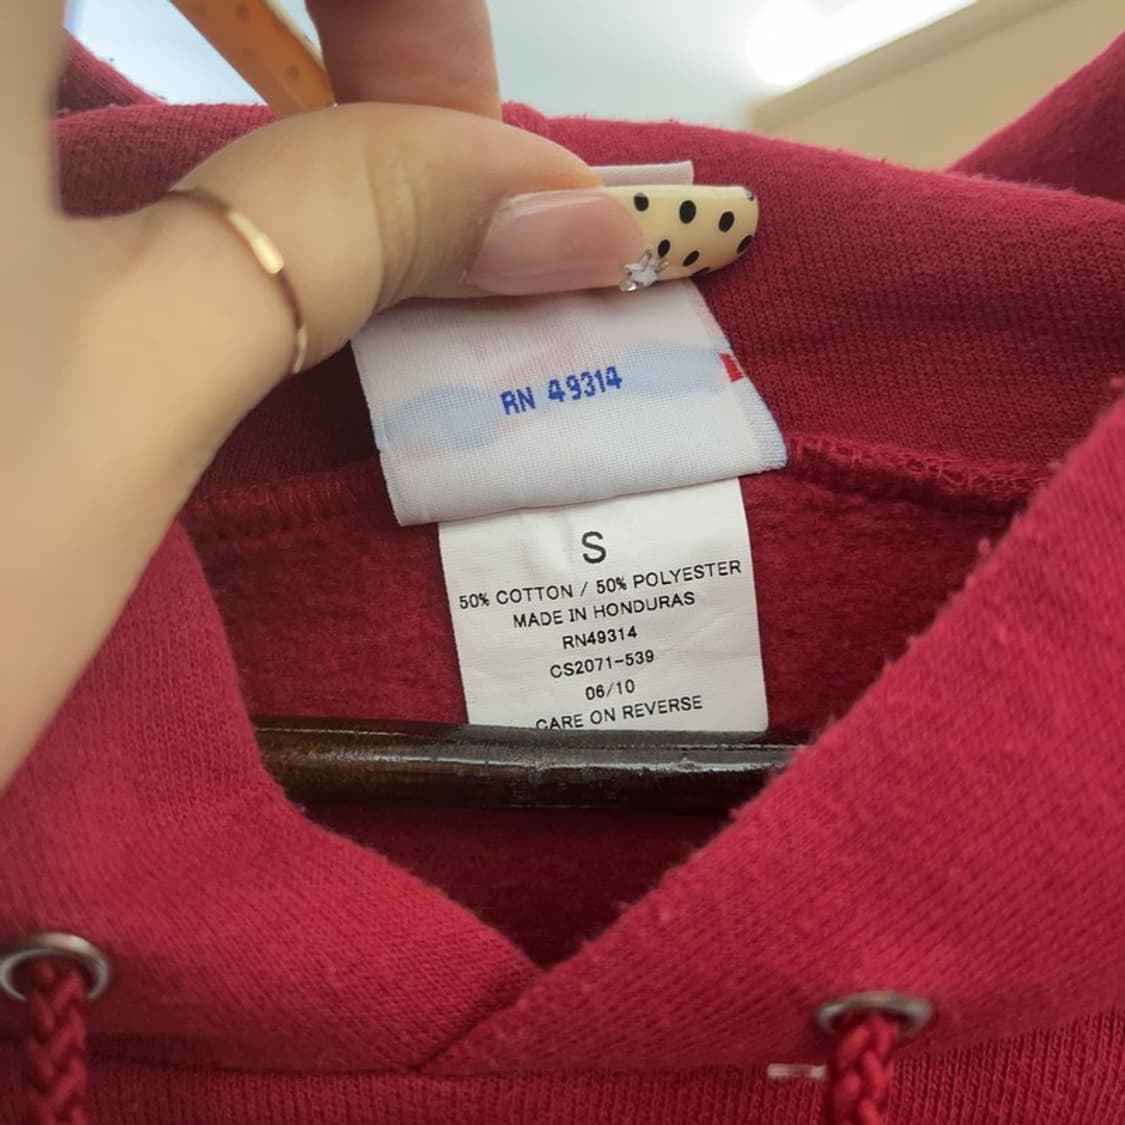 RN 49314
S
50% COTTON / 50% POLYESTER
MADE IN HONDURAS
RN49314
CS2071-539
06/10
CARE ON REVERSE